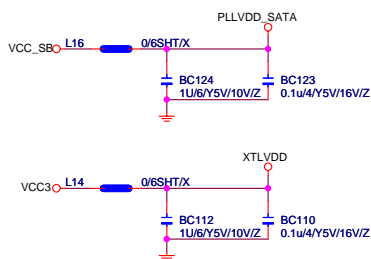 PLLVDD_SATA
VCC_SB L16 0/6SHT/X
BC124 BC123
1U/6/Y5V/10V/Z 0.1u/4/Y5V/16V/Z
XTLVDD
VCC3 L14 0/6SHT/X
BC112 BC110
1U/6/Y5V/10V/Z 0.1u/4/Y5V/16V/Z